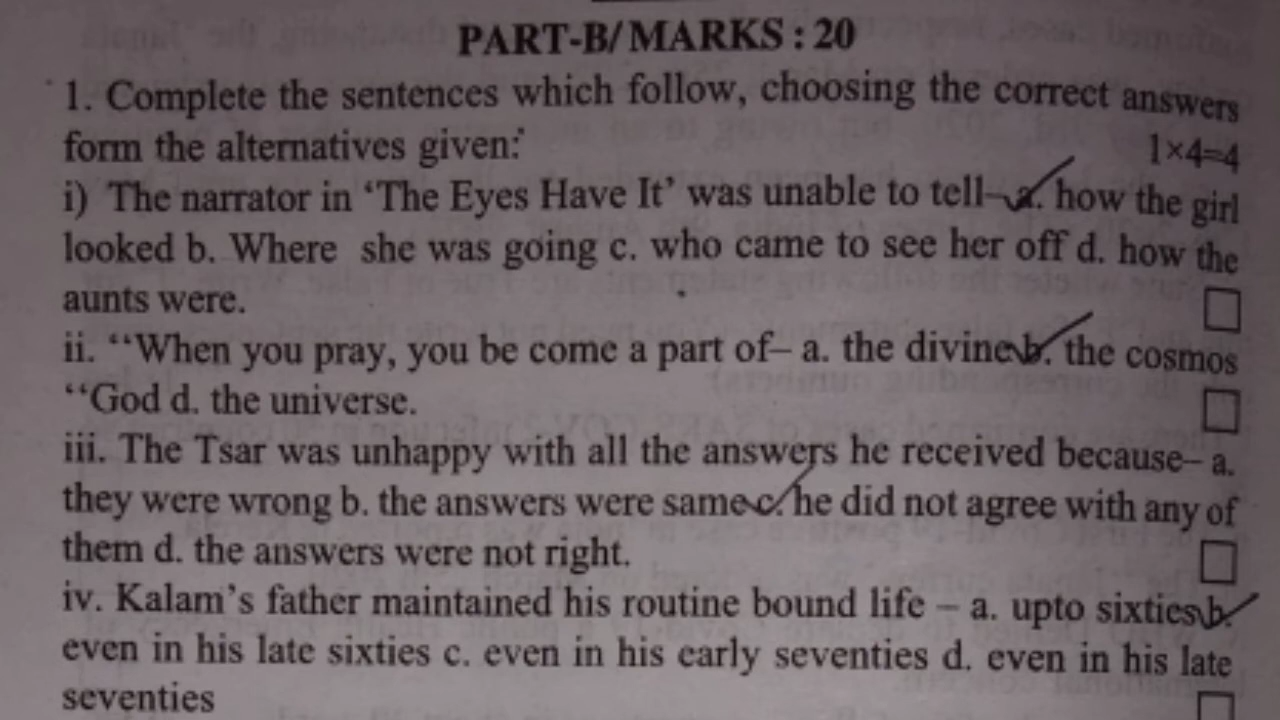 PART-B/ MARKS : 20
1. Complete the sentences which follow, choosing the correct answers
form the alternatives given:
1×4=4
i) The narrator in ‘The Eyes Have It’ was unable to tell– a. how the girl
looked b. Where she was going c. who came to see her off d. how the
aunts were.
ii. “When you pray, you be come a part of– a. the divine b. the cosmos
“God d. the universe.
iii. The Tsar was unhappy with all the answers he received because– a.
they were wrong b. the answers were same c. he did not agree with any of
them d. the answers were not right.
iv. Kalam’s father maintained his routine bound life – a. upto sixties b.
even in his late sixties c. even in his early seventies d. even in his late
seventies